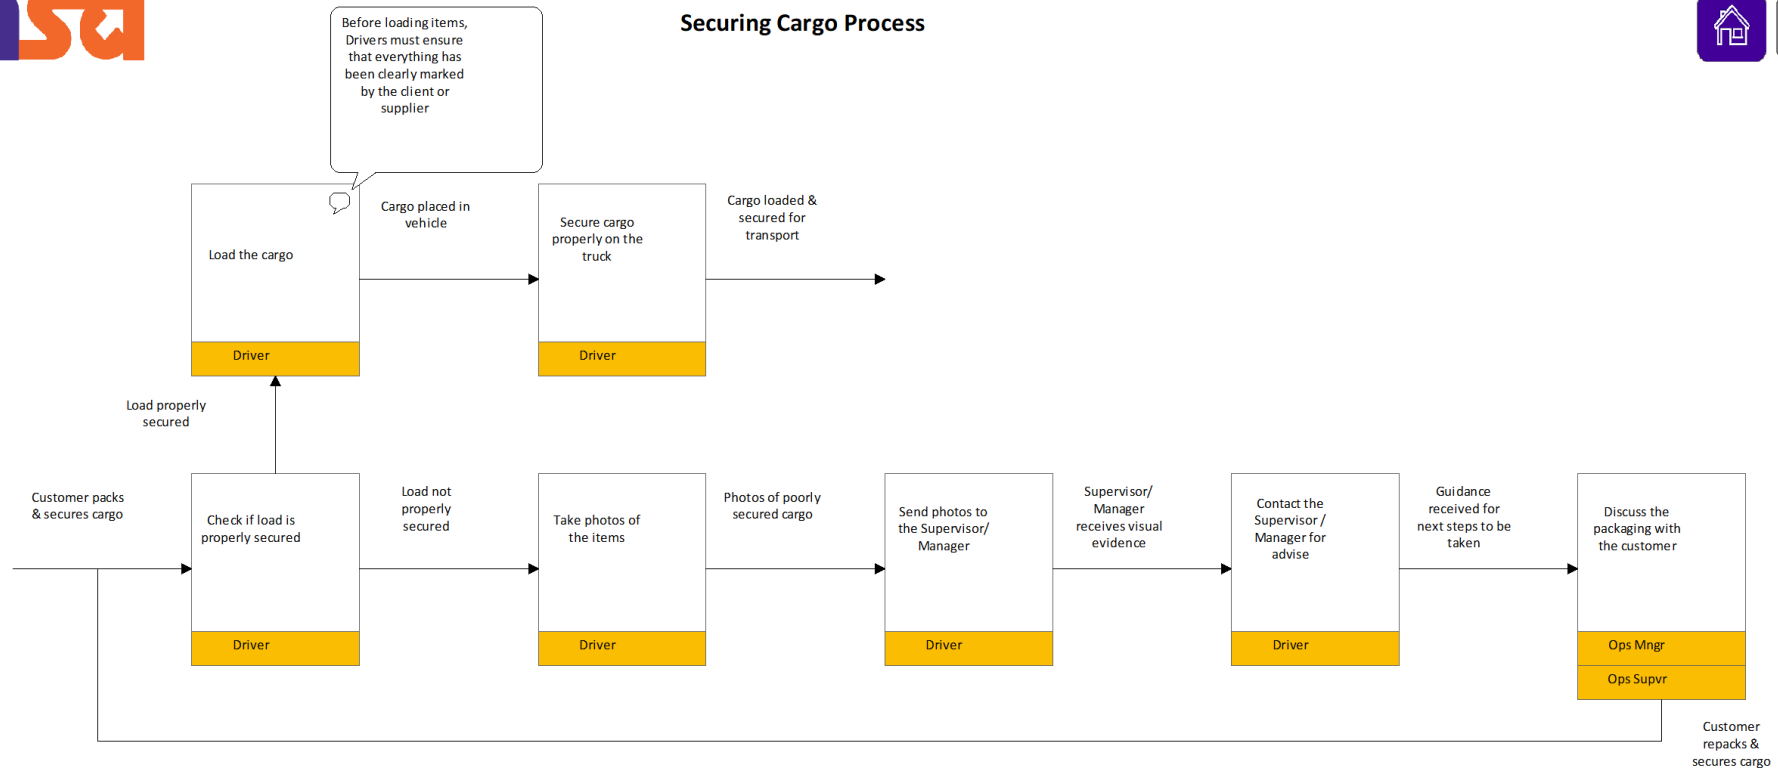 Securing Cargo Process
Before loading items,
Drivers must ensure
that everything has
been clearly marked
by the client or
supplier
Load the cargo
Driver
Cargo placed in
vehicle
Secure cargo
properly on the
truck
Driver
Cargo loaded &
secured for
transport
Load properly
secured
Customer packs
& secures cargo
Check if load is
properly secured
Driver
Load not
properly
secured
Take photos of
the items
Driver
Photos of poorly
secured cargo
Send photos to
the Supervisor/
Manager
Driver
Supervisor/
Manager
receives visual
evidence
Contact the
Supervisor /
Manager for
advise
Driver
Guidance
received for
next steps to be
taken
Discuss the
packaging with
the customer
Ops Mngr
Ops Supvr
Customer
repacks &
secures cargo